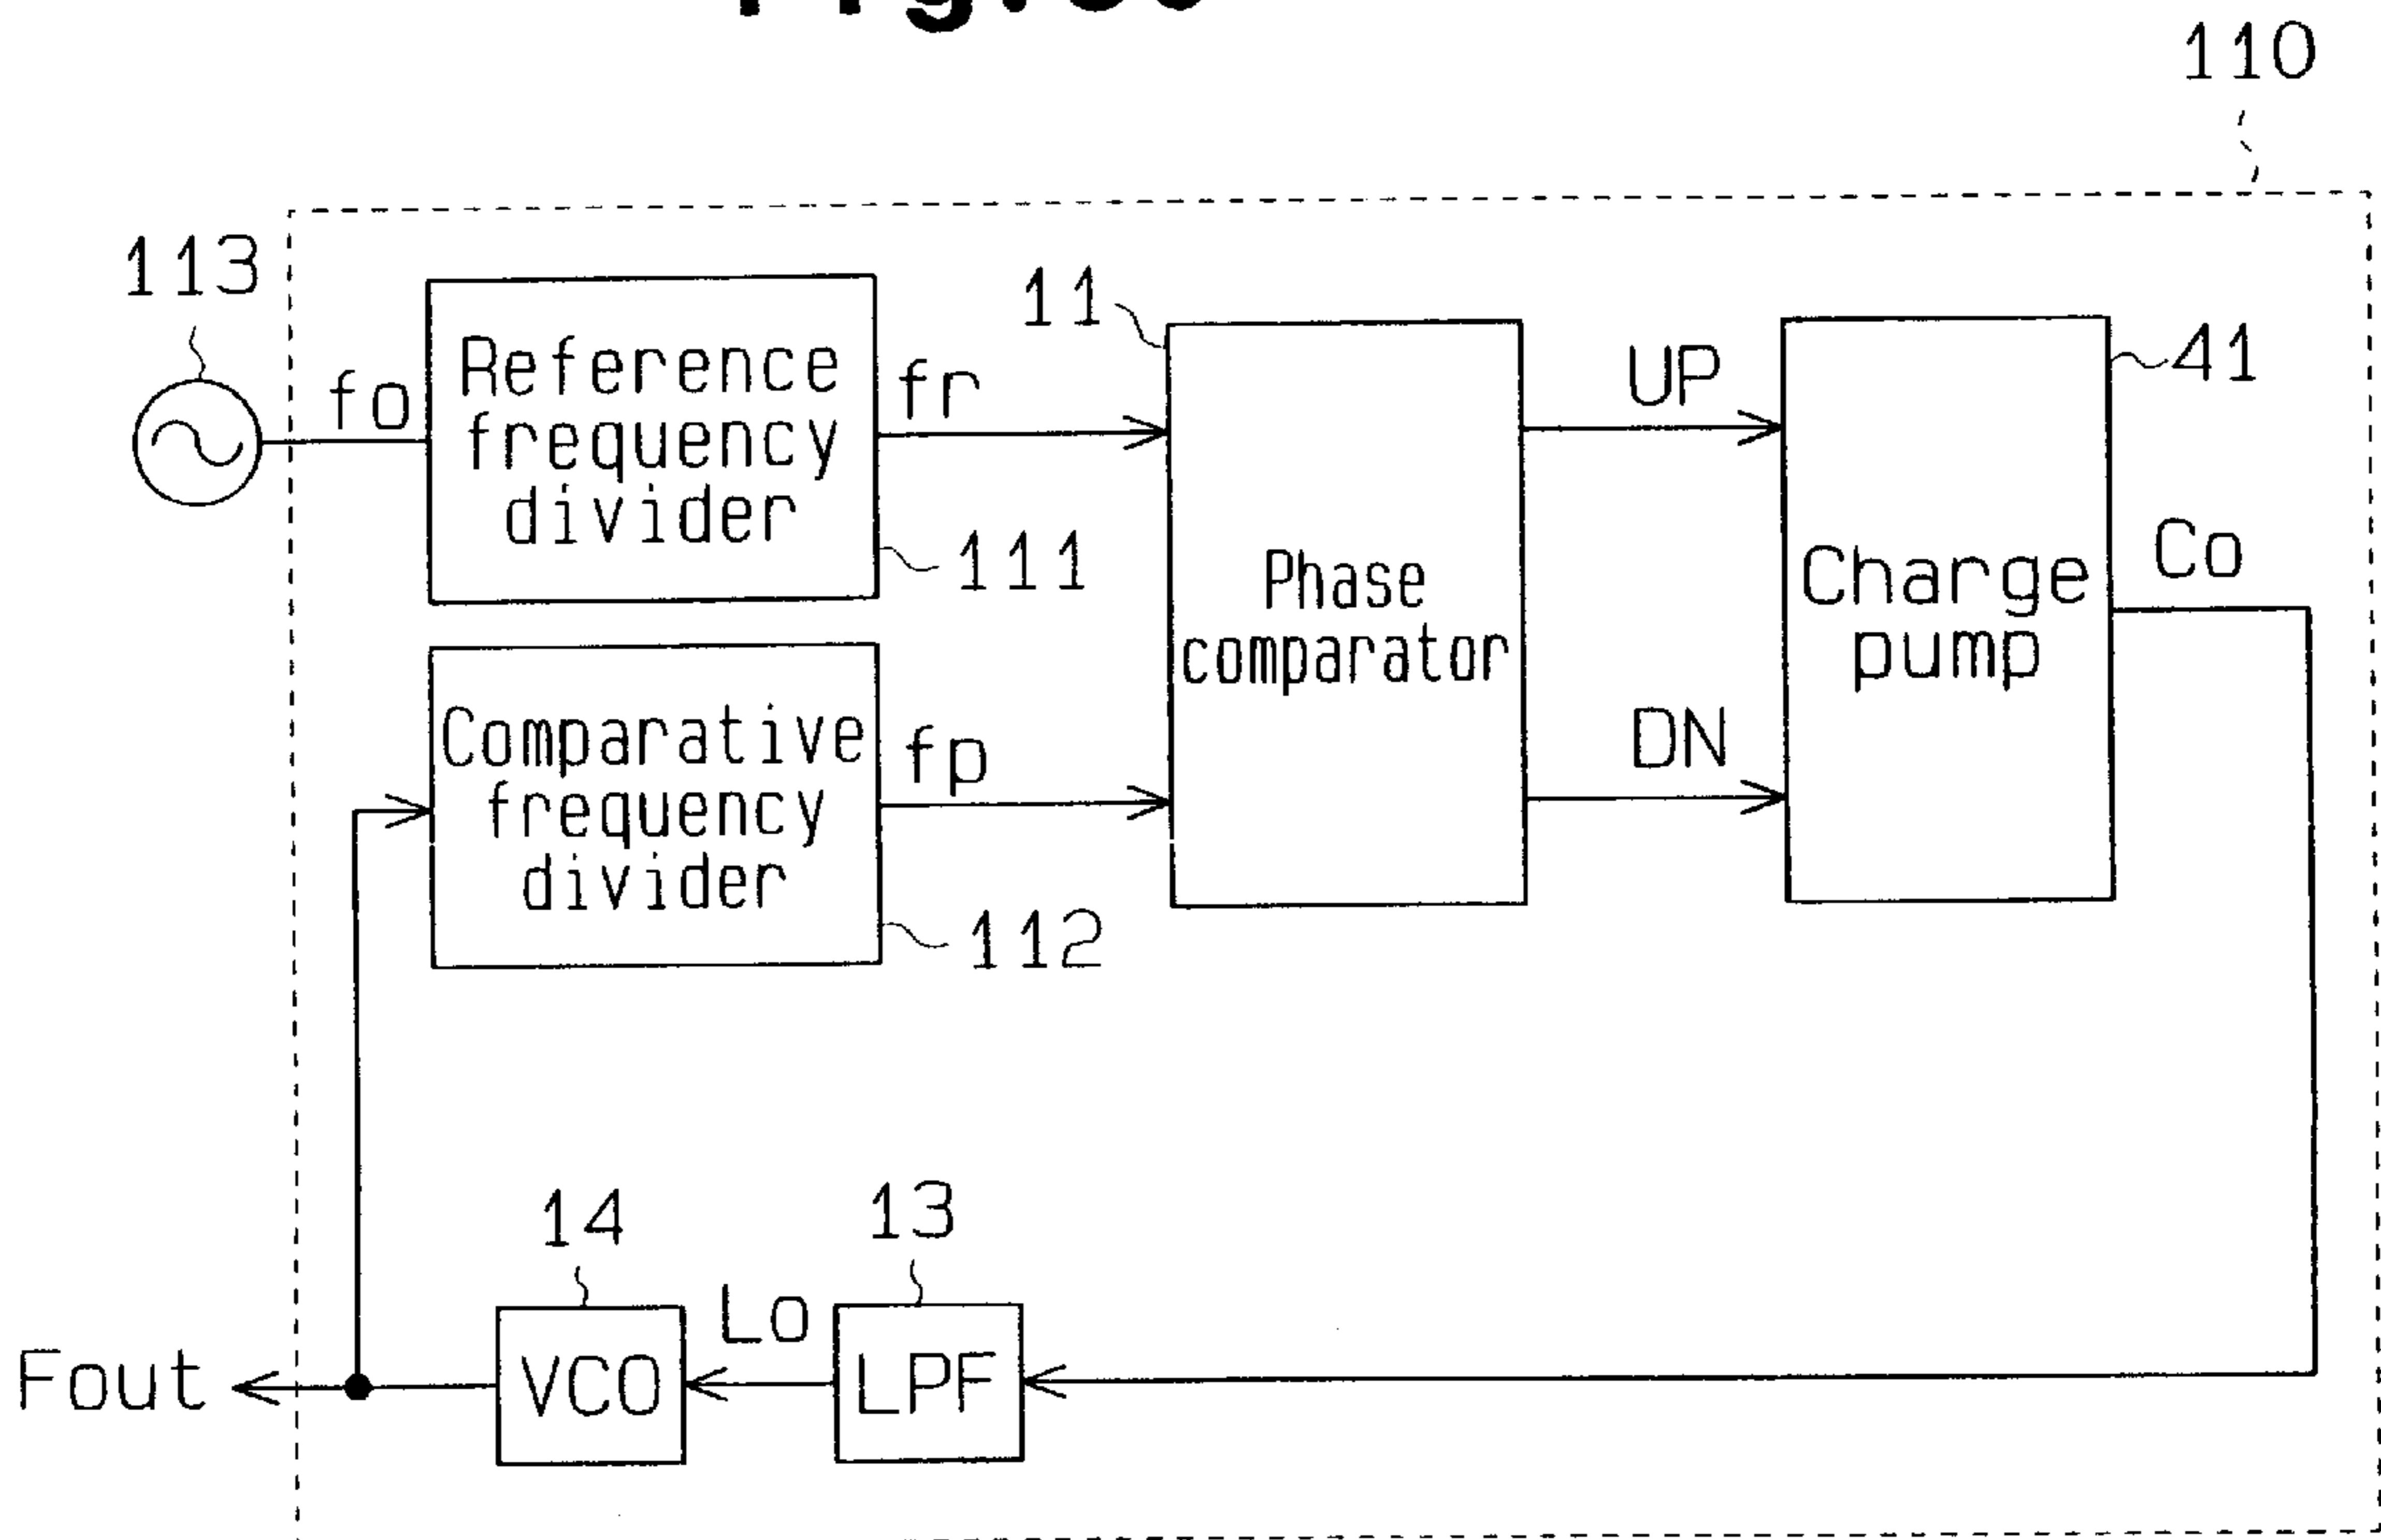 110
113
fo
Reference
frequency
divider
fr
111
11
Phase
comparator
UP
DN
41
Charge
pump
Co
Comparative
frequency
divider
fp
112
14
VCO
Lo
13
LPF
Fout